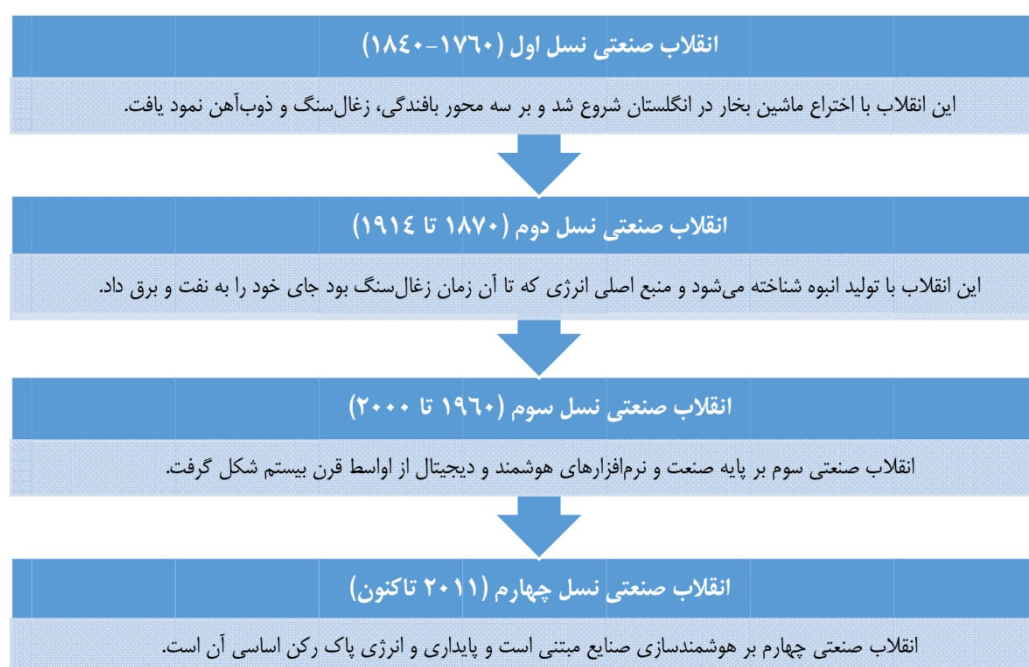 انقلاب صنعتی نسل اول (۱۷٦۰-۱۸٤۰)
این انقلاب با اختراع ماشین بخار در انگلستان شروع شد و بر سه محور بافندگی، زغال‌سنگ و ذوب‌آهن نمود یافت.
انقلاب صنعتی نسل دوم (۱۸۷۰ تا ۱۹۱٤)
این انقلاب با تولید انبوه شناخته می‌شود و منبع اصلی انرژی که تا آن زمان زغال‌سنگ بود جای خود را به نفت و برق داد.
انقلاب صنعتی نسل سوم (۱۹٦۰ تا ۲۰۰۰)
انقلاب صنعتی سوم بر پایه صنعت و نرم‌افزارهای هوشمند و دیجیتال از اواسط قرن بیستم شکل گرفت.
انقلاب صنعتی نسل چهارم (۲۰۱۱ تاکنون)
انقلاب صنعتی چهارم بر هوشمندسازی صنایع مبتنی است و پایداری و انرژی پاک رکن اساسی آن است.